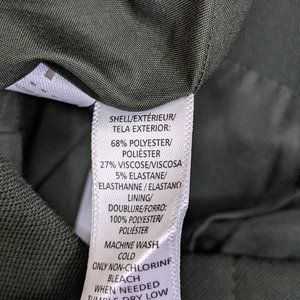 SHELL/EXTÉRIEUR/
TELA EXTERIOR:
68% POLYESTER/
POLIÉSTER
27% VISCOSE/VISCOSA
5% ELASTANE/
ELASTHANNE / ELASTANO
LINING/
DOUBLURE/FORRO:
100% POLYESTER/
POLIÉSTER
MACHINE WASH
COLD
ONLY NON-CHLORINE
BLEACH
WHEN NEEDED
TUMBLE DRY LOW